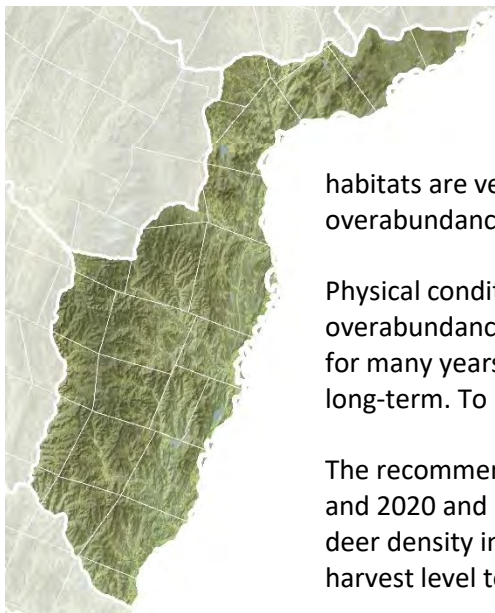 habitats are ve
overabundanc
Physical condit
overabundanc
for many years
long-term. To
The recommen
and 2020 and
deer density in
harvest level to